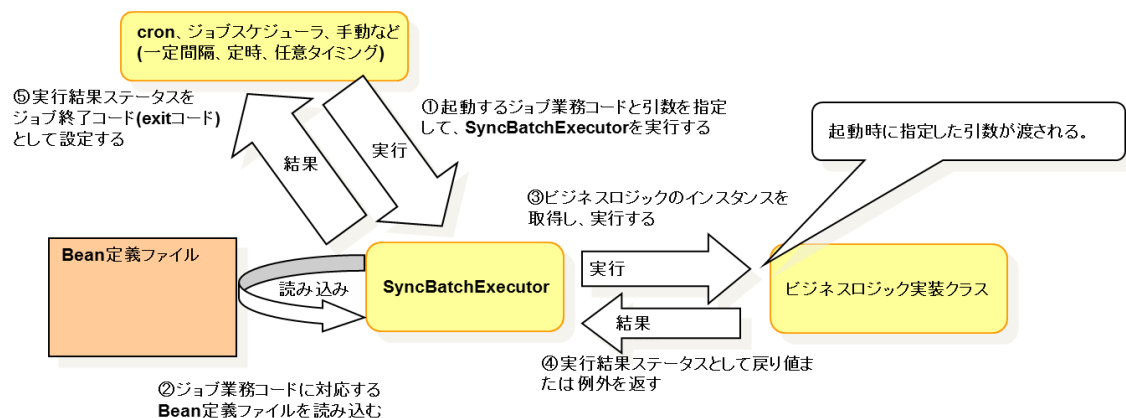 cron、ジョブスケジューラ、手動など
(一定間隔、定時、任意タイミング)
⑤実行結果ステータスを
ジョブ終了コード(exitコード)
として設定する
①起動するジョブ業務コードと引数を指定
して、SyncBatchExecutorを実行する
起動時に指定した引数が渡される。
結果
実行
③ビジネスロジックのインスタンスを
取得し、実行する
Bean定義ファイル
読み込み
SyncBatchExecutor
実行
ビジネスロジック実装クラス
結果
④実行結果ステータスとして戻り値ま
たは例外を返す
②ジョブ業務コードに対応する
Bean定義ファイルを読み込む